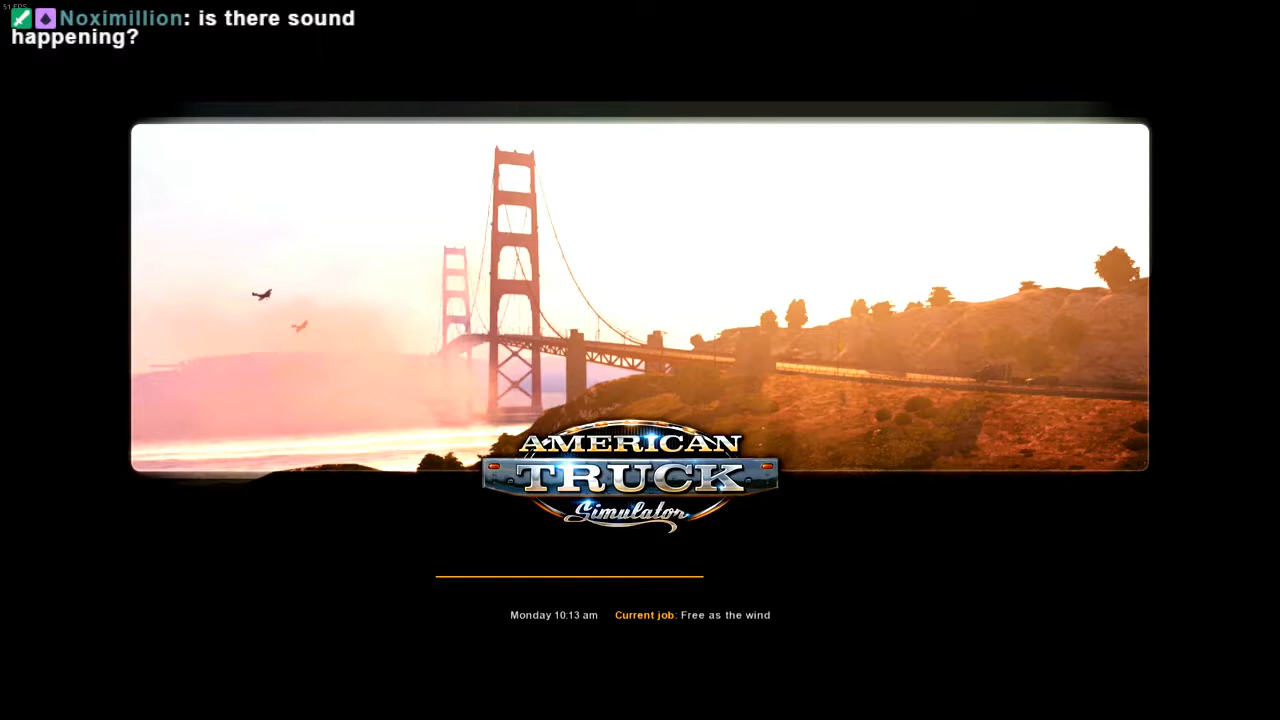 51 FPS
Noximillion: is there sound
happening?
AMERICAN
TRUCK
Simulator
Monday 10:13 am Current job: Free as the wind